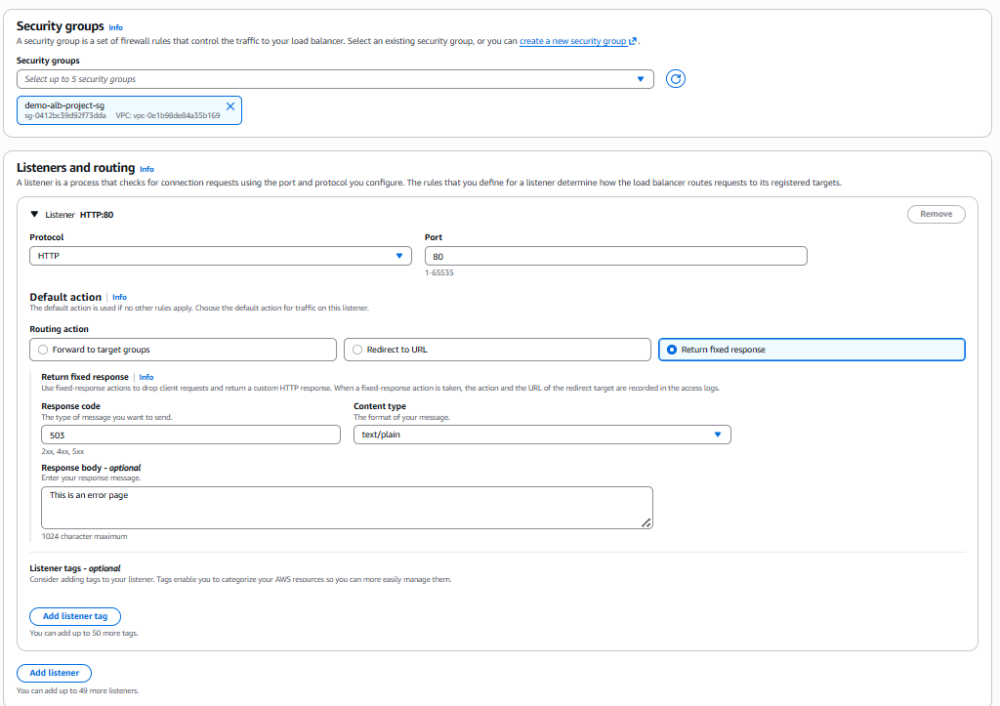 Security groups Info
A security group is a set of firewall rules that control the traffic to your load balancer. Select an existing security group, or you can create a new security group.
Security groups
Select up to 5 security groups
demo-alb-project-sg
sg-0412bc39d92f73dda VPC: vpc-0e1b98de84a35b169
Listeners and routing Info
A listener is a process that checks for connection requests using the port and protocol you configure. The rules that you define for a listener determine how the load balancer routes requests to its registered targets.
Listener HTTP:80
Remove
Protocol Port
HTTP 80
1-65535
Default action Info
The default action is used if no other rules apply. Choose the default action for traffic on this listener.
Routing action
Forward to target groups Redirect to URL Return fixed response
Return fixed response Info
Use fixed-response actions to drop client requests and return a custom HTTP response. When a fixed-response action is taken, the action and the URL of the redirect target are recorded in the access logs.
Response code Content type
The type of message you want to send. The format of your message.
503 text/plain
2xx, 4xx, 5xx
Response body - optional
Enter your response message.
This is an error page
1024 character maximum
Listener tags - optional
Consider adding tags to your listener. Tags enable you to categorize your AWS resources so you can more easily manage them.
Add listener tag
You can add up to 50 more tags.
Add listener
You can add up to 49 more listeners.